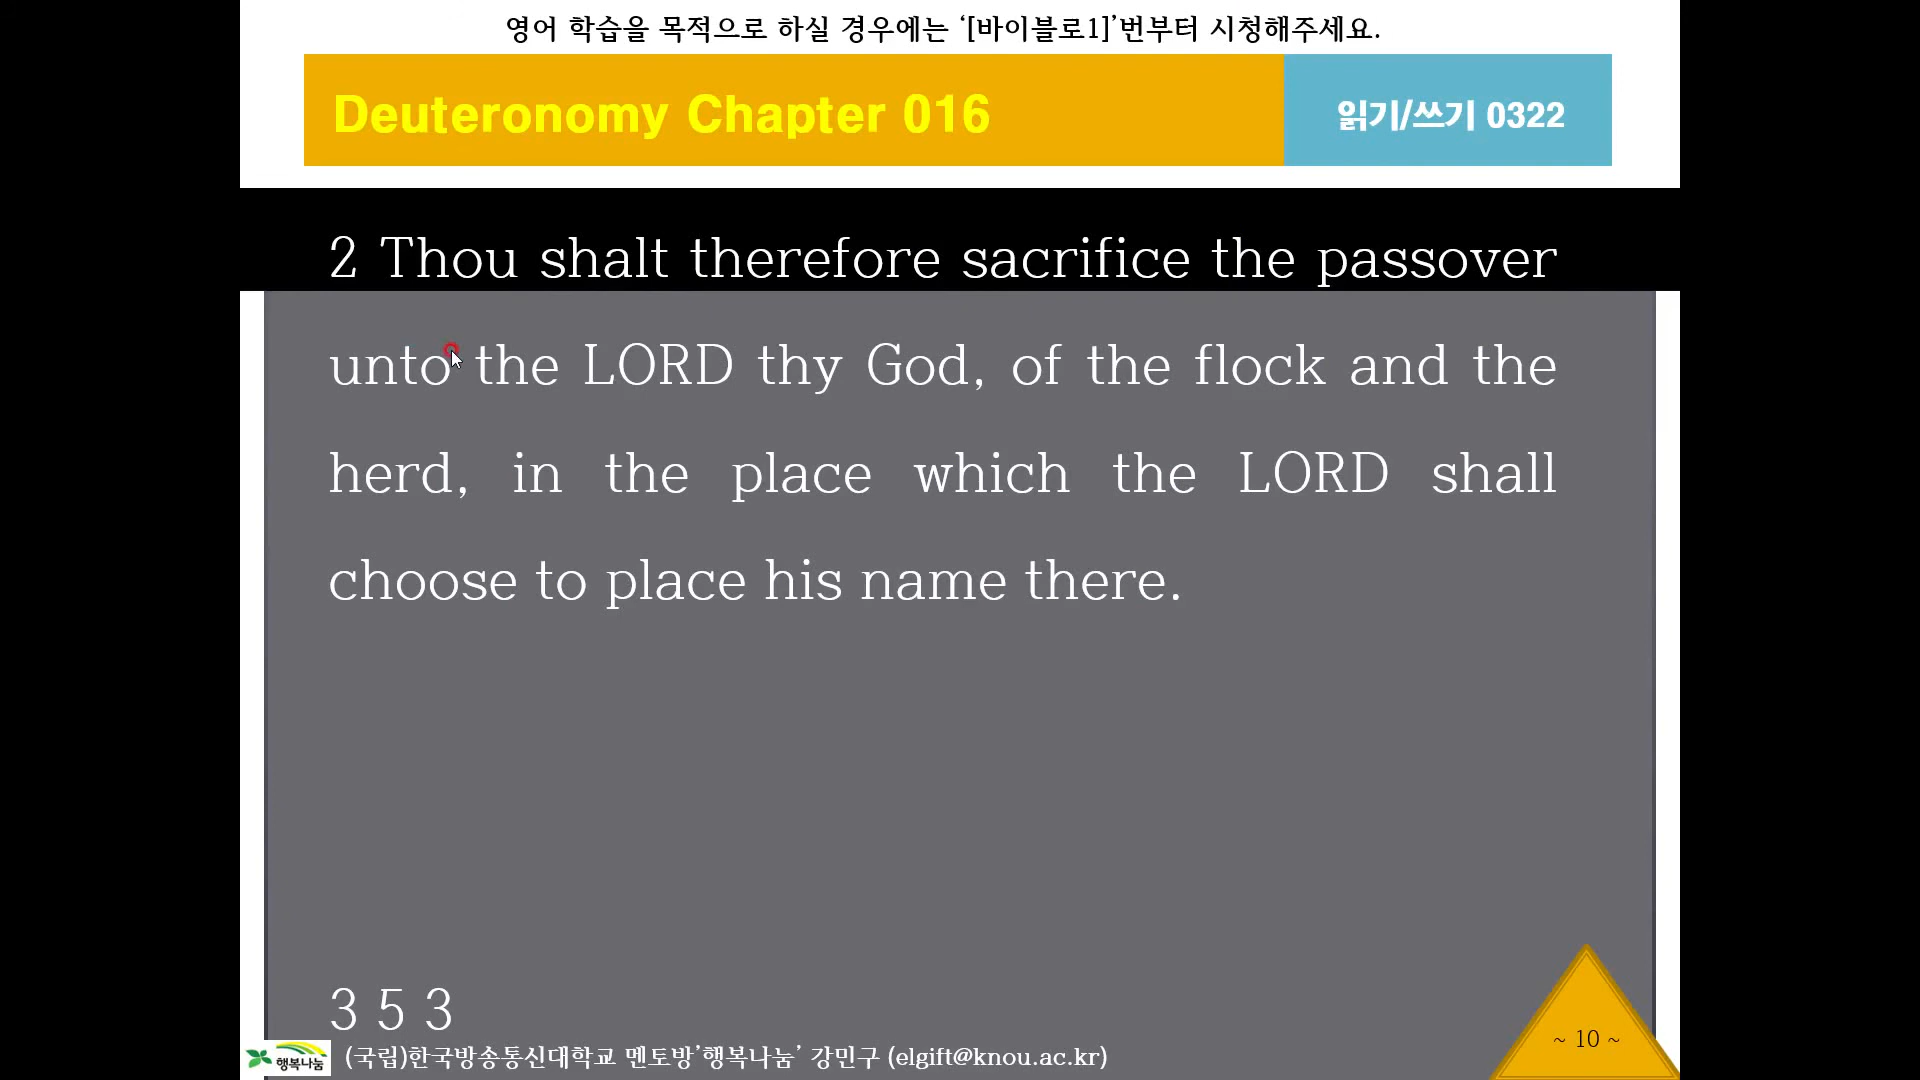 영어 학습을 목적으로 하실 경우에는 ‘[바이블로1]’번부터 시청해주세요.
Deuteronomy Chapter 016
읽기/쓰기 0322
2 Thou shalt therefore sacrifice the passover
unto the LORD thy God, of the flock and the
herd, in the place which the LORD shall
choose to place his name there.
3 5 3
행복나눔
(국립)한국방송통신대학교 멘토방’행복나눔’ 강민구 (elgift@knou.ac.kr)
~ 10 ~